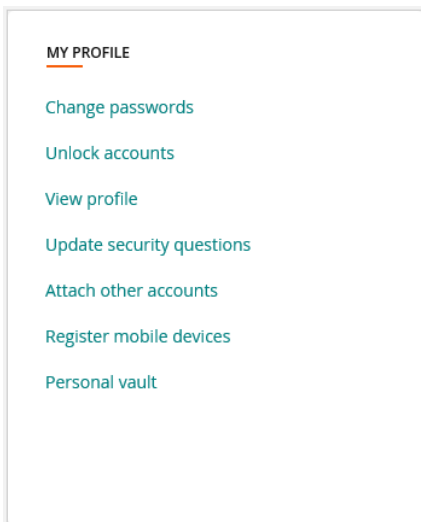 MY PROFILE
Change passwords
Unlock accounts
View profile
Update security questions
Attach other accounts
Register mobile devices
Personal vault